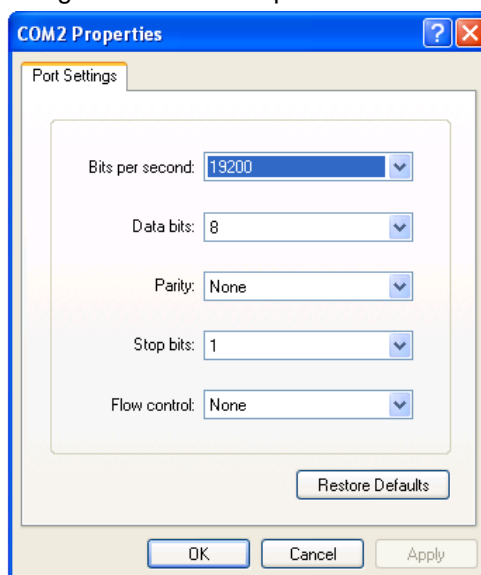 COM2 Properties
Port Settings
Bits per second: 19200
Data bits: 8
Parity: None
Stop bits: 1
Flow control: None
Restore Defaults
OK Cancel Apply